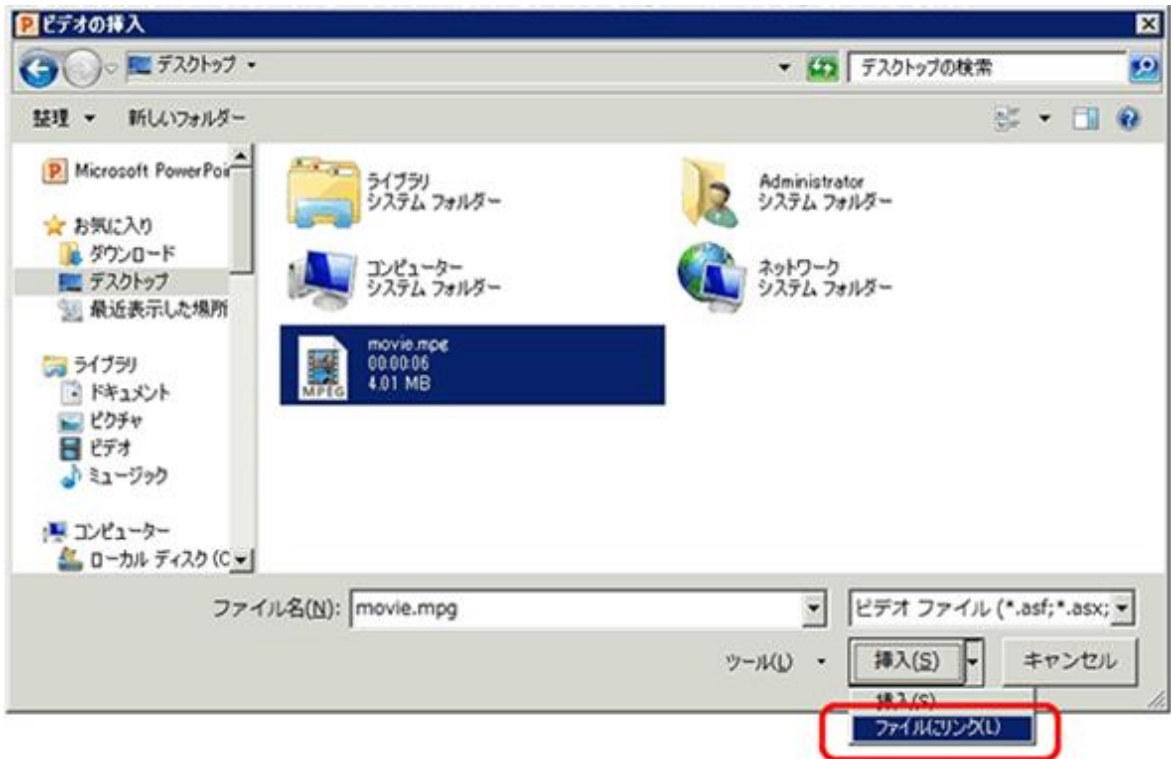 ビデオの挿入
デスクトップ
デスクトップの検索
整理
新しいフォルダー
Microsoft PowerPoi
お気に入り
ダウンロード
デスクトップ
最近表示した場所
ライブラリ
ドキュメント
ピクチャ
ビデオ
ミュージック
コンピューター
ローカル ディスク (C
ライブラリ
システム フォルダー
Administrator
システム フォルダー
コンピューター
システム フォルダー
ネットワーク
システム フォルダー
movie.mpg
00:00:06
4.01 MB
MPEG
ファイル名(N): movie.mpg
ビデオ ファイル (*.asf;*.asx;
ツール(L)
挿入(S)
キャンセル
挿入(S)
ファイルにリンク(L)